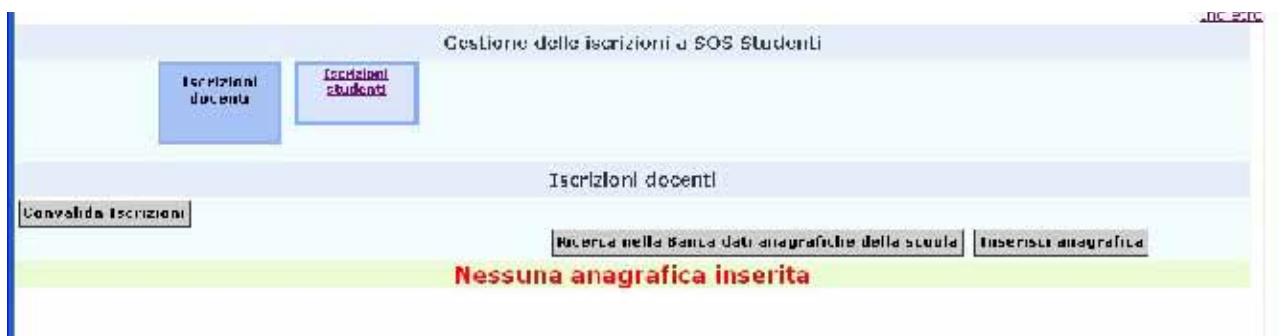 Indietro
Gestione delle iscrizioni a SOS Studenti
Iscrizioni
docenti
Iscrizioni
studenti
Iscrizioni docenti
Convalida Iscrizioni
Ricerca nella Banca dati anagrafiche della scuola
Inserisci anagrafica
Nessuna anagrafica inserita